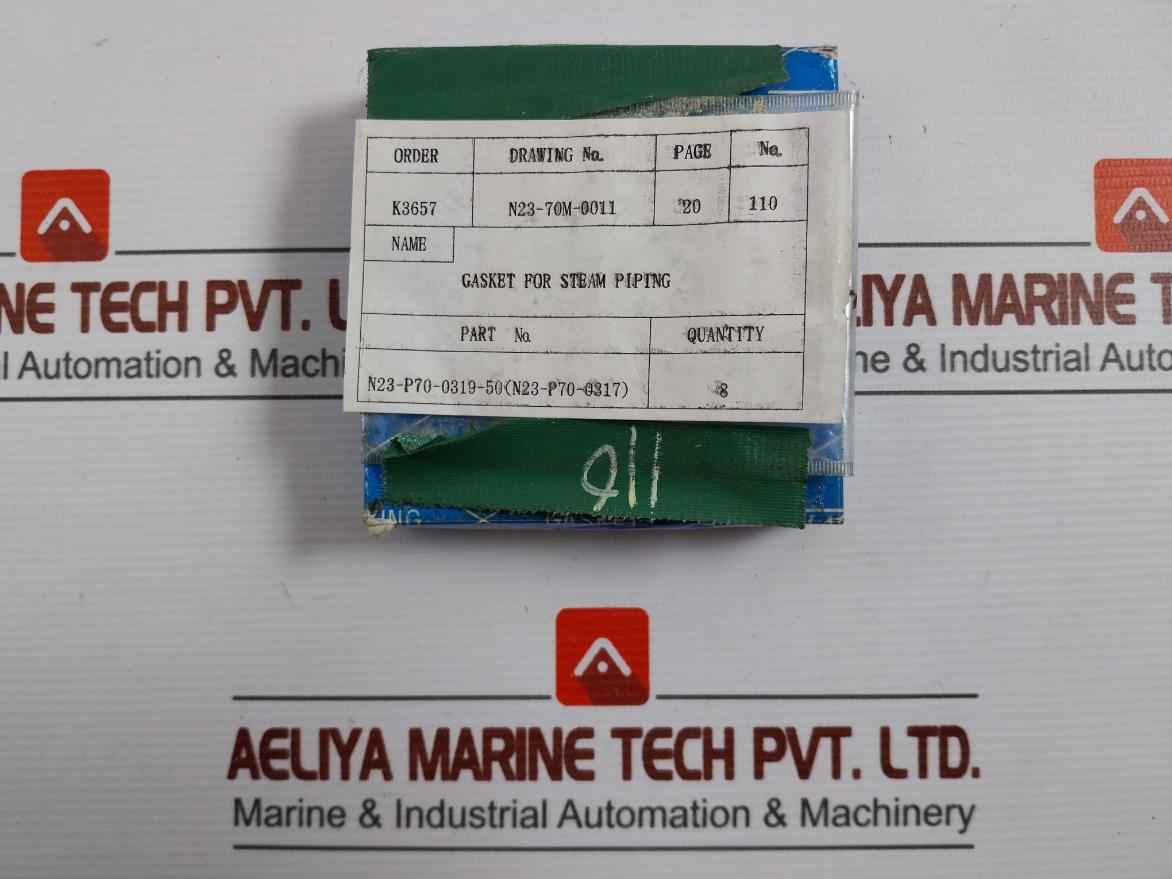 ORDER DRAWING No. PAGE No.
K3657 N23-70M-0011 20 110
NAME
GASKET FOR STEAM PIPING
PART No. QUANTITY
N23-P70-0319-50(N23-P70-0317) 8
NE TECH PVT. L
LIYA MARINE T
l Automation & Machi
ne & Industrial Auto
KING
AELIYA MARINE TECH PVT. LTD.
Marine & Industrial Automation & Machinery